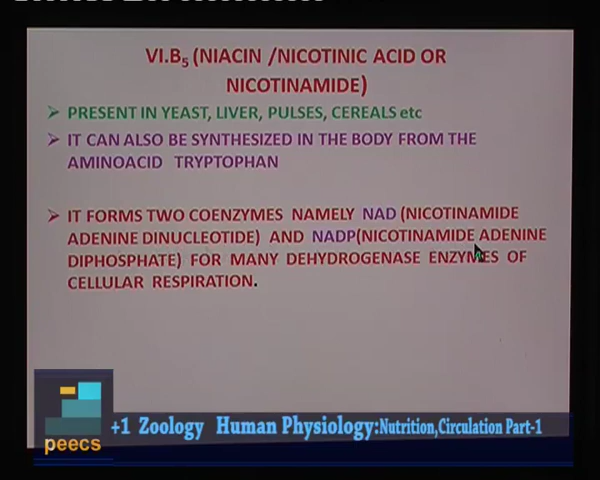 VI.B5 (NIACIN /NICOTINIC ACID OR
NICOTINAMIDE)
➢ PRESENT IN YEAST, LIVER, PULSES, CEREALS etc
➢ IT CAN ALSO BE SYNTHESIZED IN THE BODY FROM THE
AMINOACID TRYPTOPHAN
➢ IT FORMS TWO COENZYMES NAMELY NAD (NICOTINAMIDE
ADENINE DINUCLEOTIDE) AND NADP(NICOTINAMIDE ADENINE
DIPHOSPHATE) FOR MANY DEHYDROGENASE ENZYMES OF
CELLULAR RESPIRATION.
+1 Zoology Human Physiology:Nutrition,Circulation Part-1
peecs